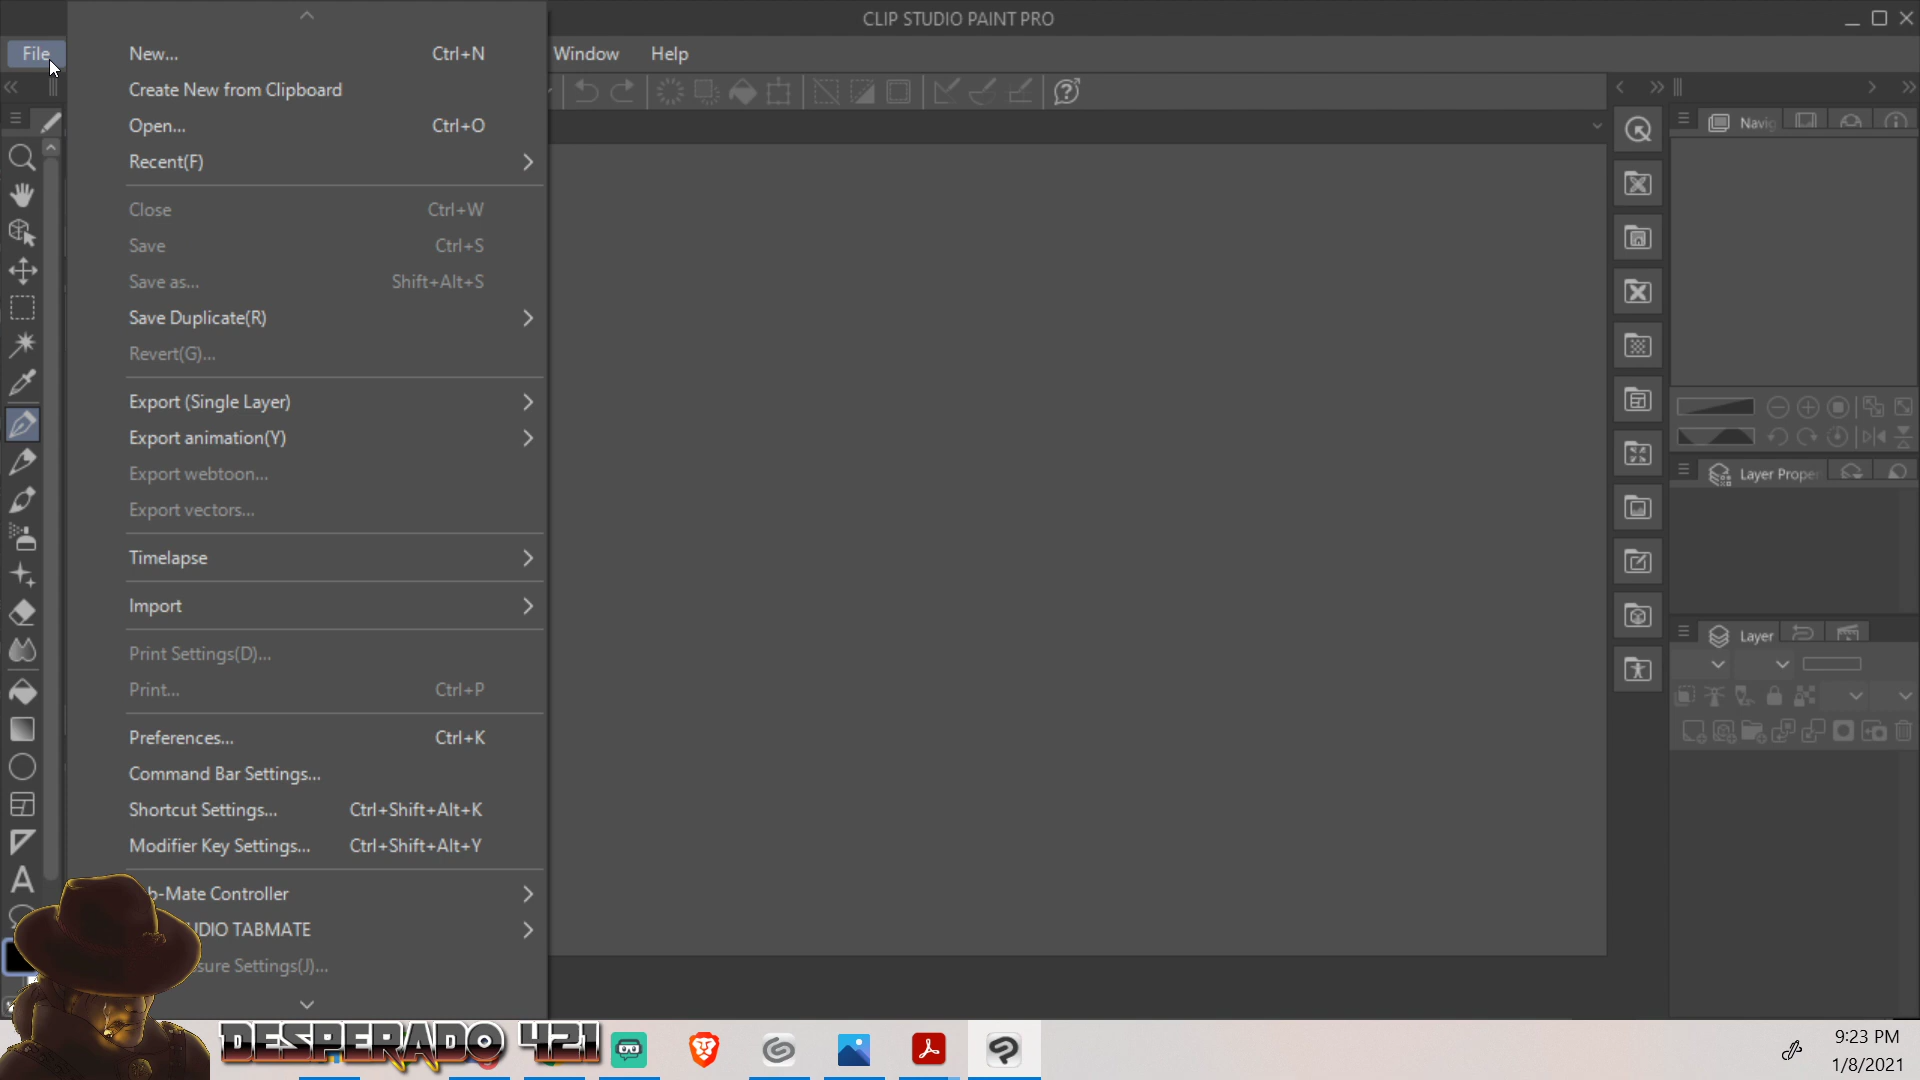 CLIP STUDIO PAINT PRO
File
Window
Help
New... Ctrl+N
Create New from Clipboard
Open... Ctrl+O
Recent(F)
Close Ctrl+W
Save Ctrl+S
Save as... Shift+Alt+S
Save Duplicate(R)
Revert(G)...
Export (Single Layer)
Export animation(Y)
Export webtoon...
Export vectors...
Timelapse
Import
Print Settings(D)...
Print... Ctrl+P
Preferences... Ctrl+K
Command Bar Settings...
Shortcut Settings... Ctrl+Shift+Alt+K
Modifier Key Settings... Ctrl+Shift+Alt+Y
b-Mate Controller
UDIO TABMATE
sure Settings(J)...
Navig
Layer Proper
Layer
DESPERADO 421
9:23 PM
1/8/2021